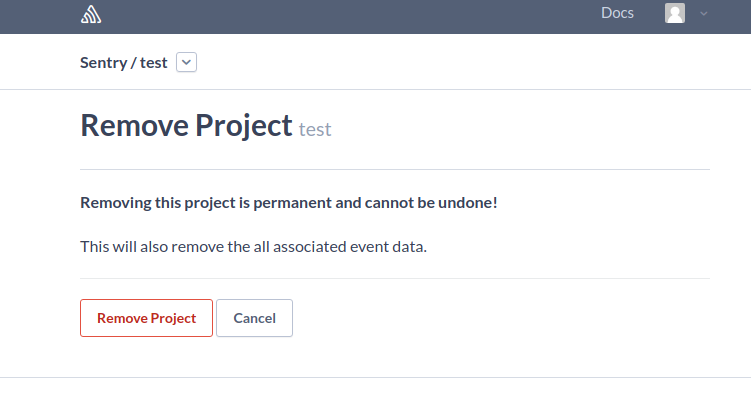 Docs
Sentry / test
Remove Project test
Removing this project is permanent and cannot be undone!
This will also remove the all associated event data.
Remove Project Cancel